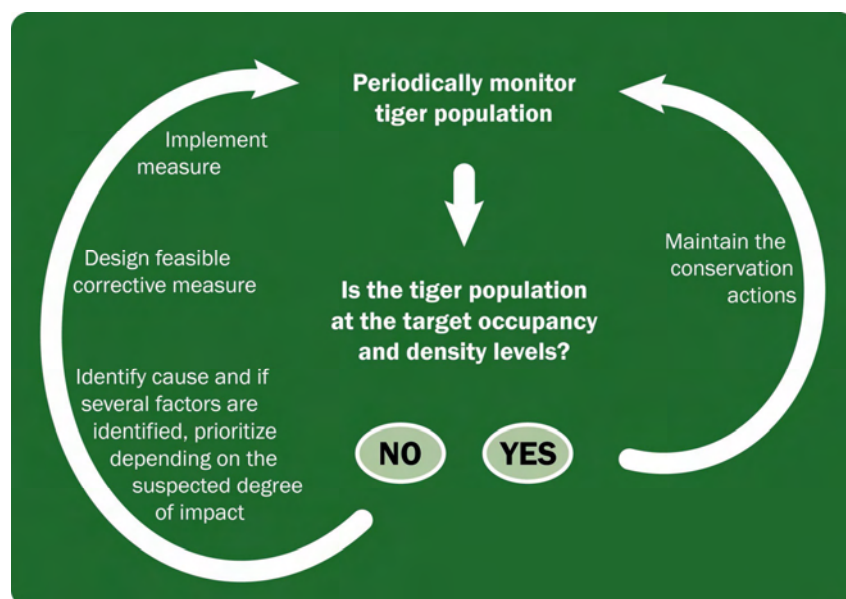 Periodically monitor
tiger population
Is the tiger population
at the target occupancy
and density levels?
NO
YES
Identify cause and if
several factors are
identified, prioritize
depending on the
suspected degree
of impact
Design feasible
corrective measure
Implement
measure
Maintain the
conservation
actions